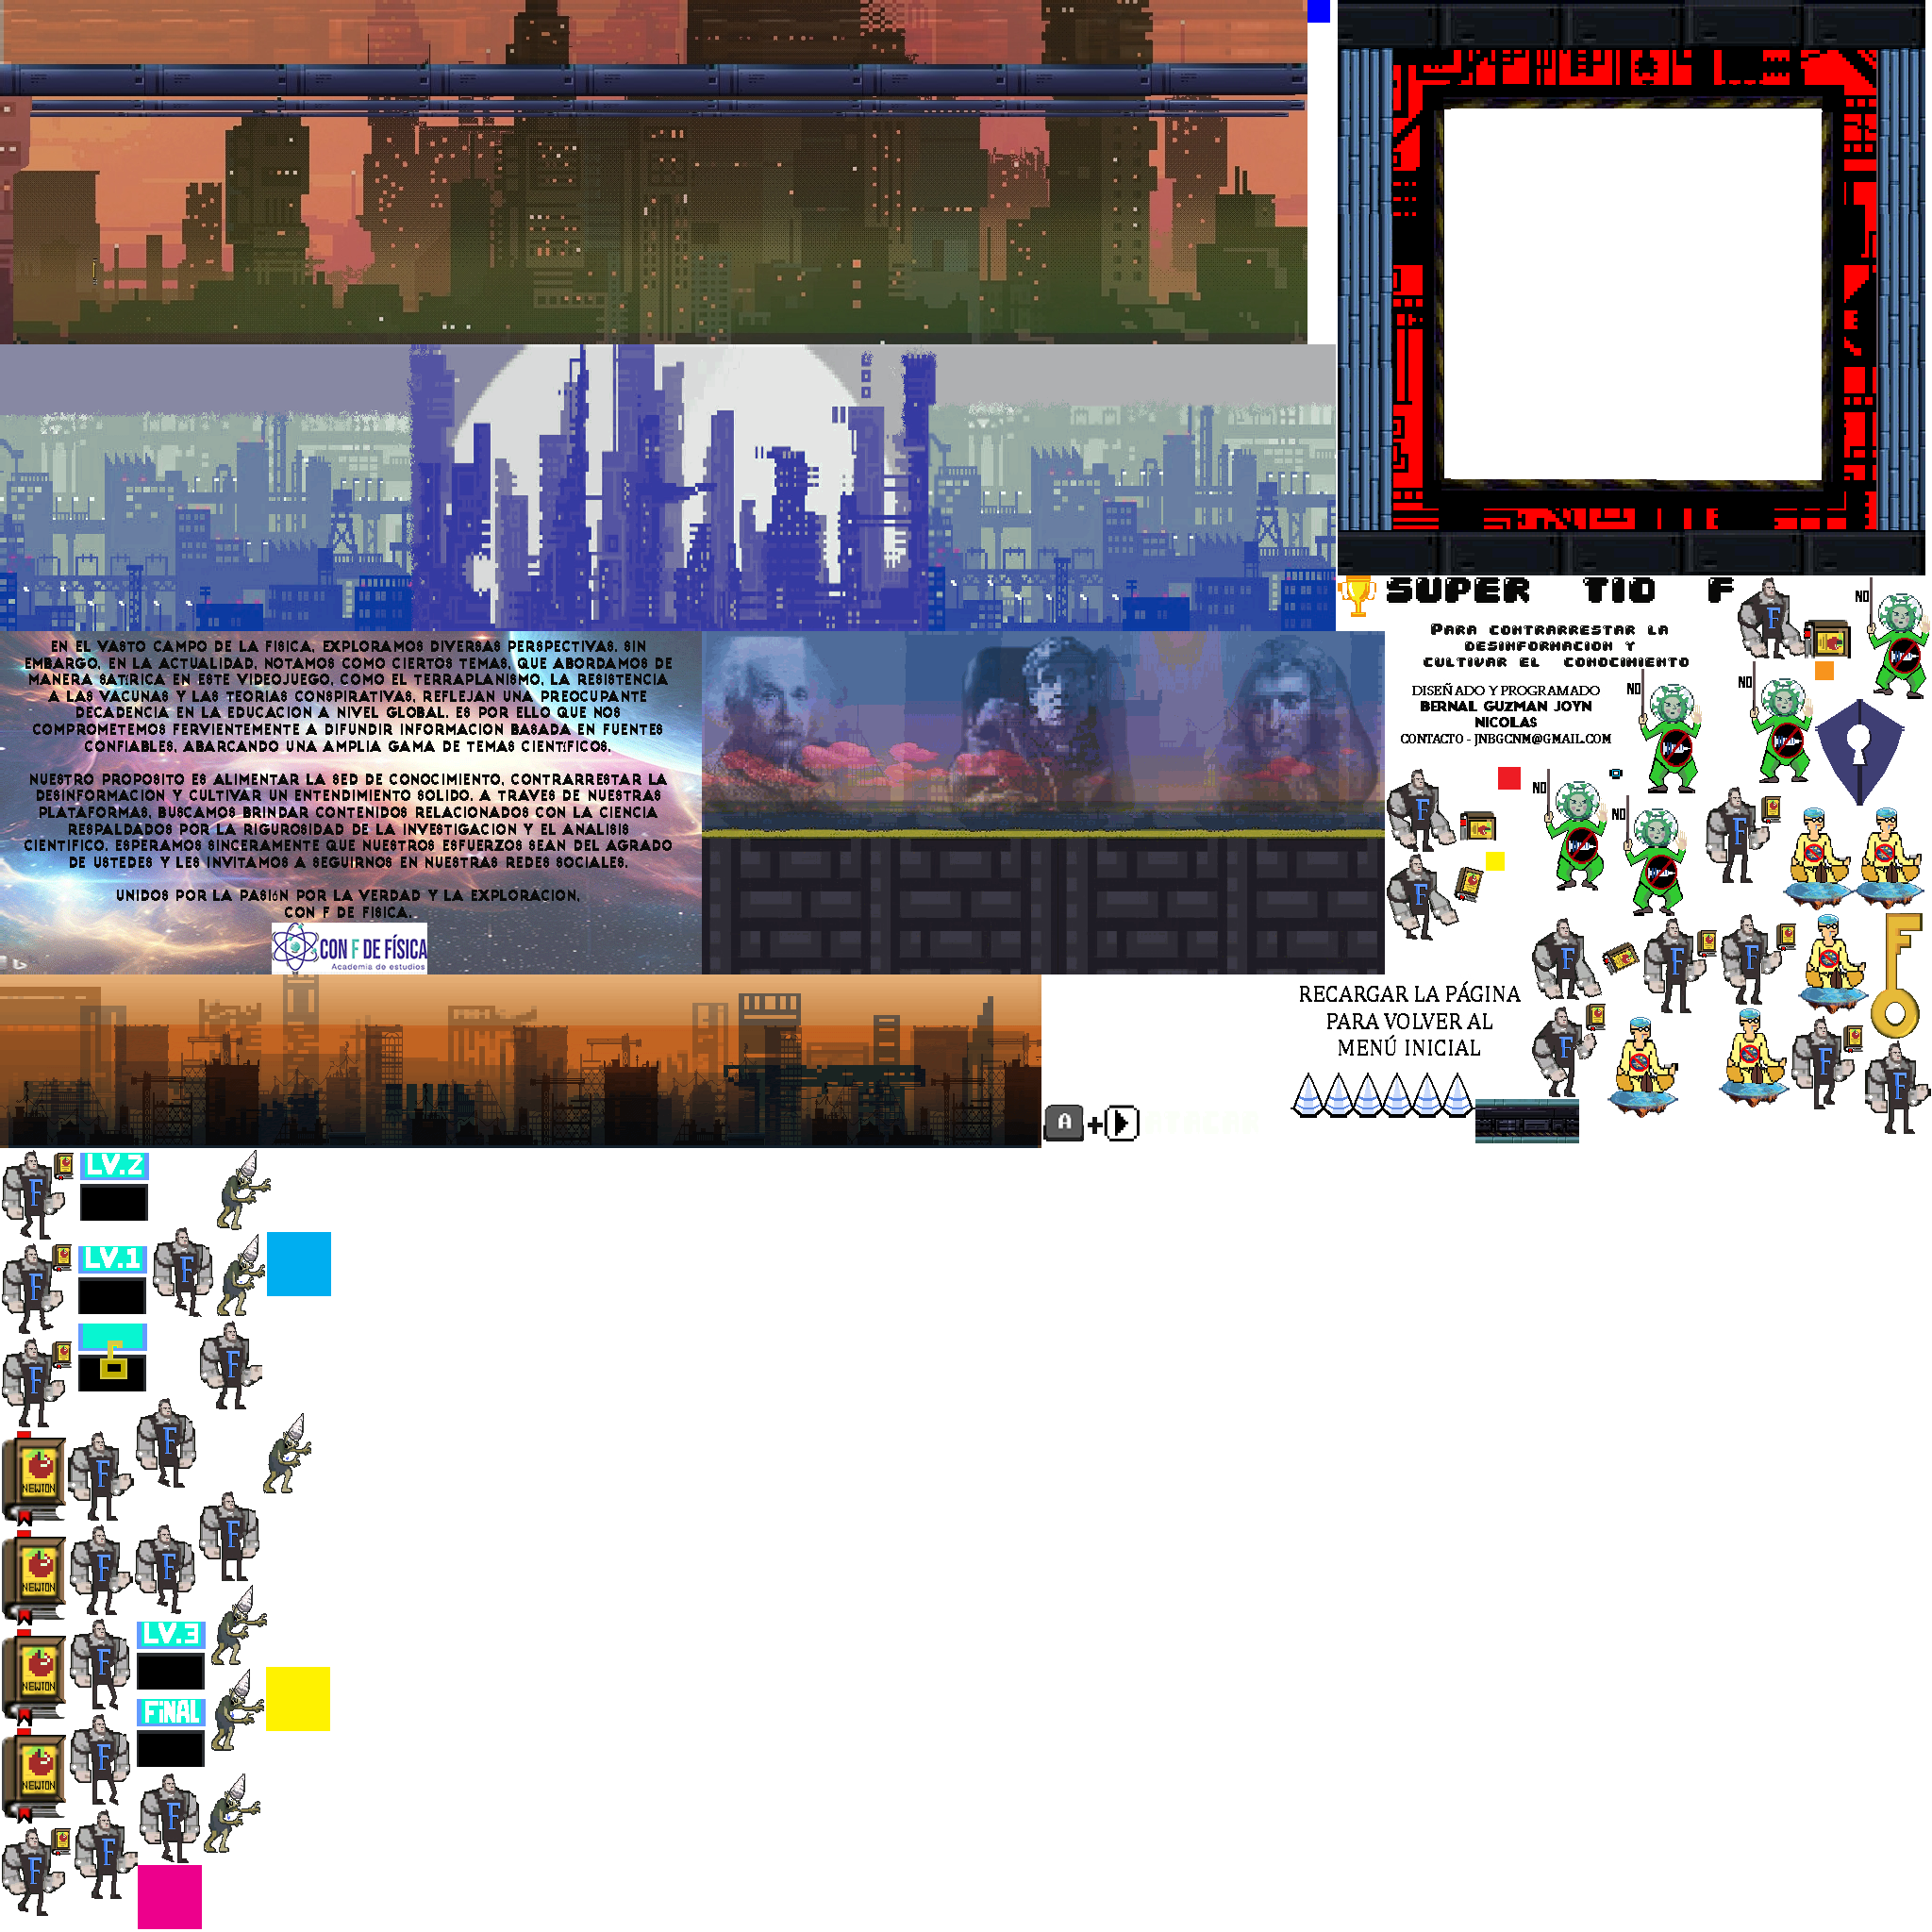 SUPER TIO F
PARA CONTRARRESTAR LA
DESINFORMACION Y
CULTIVAR EL CONOCIMIENTO
DISEÑADO Y PROGRAMADO
BERNAL GUZMAN JOYN
NICOLAS
CONTACTO - JNBGCNM@GMAIL.COM
F
NO
NO
NO
NO
NO
EN EL VASTO CAMPO DE LA FISICA, EXPLORAMOS DIVERSAS PERSPECTIVAS. SIN
EMBARGO, EN LA ACTUALIDAD, NOTAMOS COMO CIERTOS TEMAS, QUE ABORDAMOS DE
MANERA SATIRICA EN ESTE VIDEOJUEGO, COMO EL TERRAPLANISMO, LA RESISTENCIA
A LAS VACUNAS Y LAS TEORIAS CONSPIRATIVAS, REFLEJAN UNA PREOCUPANTE
DECADENCIA EN LA EDUCACION A NIVEL GLOBAL. ES POR ELLO QUE NOS
COMPROMETEMOS FERVIENTEMENTE A DIFUNDIR INFORMACION BASADA EN FUENTES
CONFIABLES, ABARCANDO UNA AMPLIA GAMA DE TEMAS CIENTIFICOS.
NUESTRO PROPOSITO ES ALIMENTAR LA SED DE CONOCIMIENTO, CONTRARRESTAR LA
DESINFORMACION Y CULTIVAR UN ENTENDIMIENTO SOLIDO. A TRAVES DE NUESTRAS
PLATAFORMAS, BUSCAMOS BRINDAR CONTENIDOS RELACIONADOS CON LA CIENCIA
RESPALDADOS POR LA RIGUROSIDAD DE LA INVESTIGACION Y EL ANALISIS
CIENTIFICO. ESPERAMOS SINCERAMENTE QUE NUESTROS ESFUERZOS SEAN DEL AGRADO
DE USTEDES Y LES INVITAMOS A SEGUIRNOS EN NUESTRAS REDES SOCIALES.
UNIDOS POR LA PASIÓN POR LA VERDAD Y LA EXPLORACION,
CON F DE FISICA.
CON F DE FÍSICA
Academia de estudios
RECARGAR LA PÁGINA
PARA VOLVER AL
MENÚ INICIAL
A +
LV.2
LV.1
NEWTON
NEWTON
NEWTON
LV.3
FINAL
NEWTON